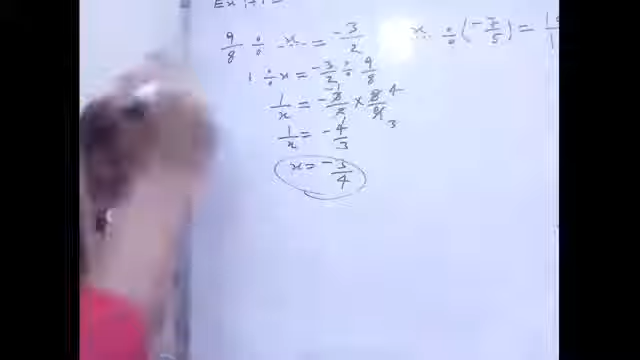 9/8 ÷ ..x.. = -3/2
x... ÷ (-7/5) =
1 ÷ x = -3/2 ÷ 9/8
1/x = -3/2 × 8/9
1/x = -4/3
x = -3/4